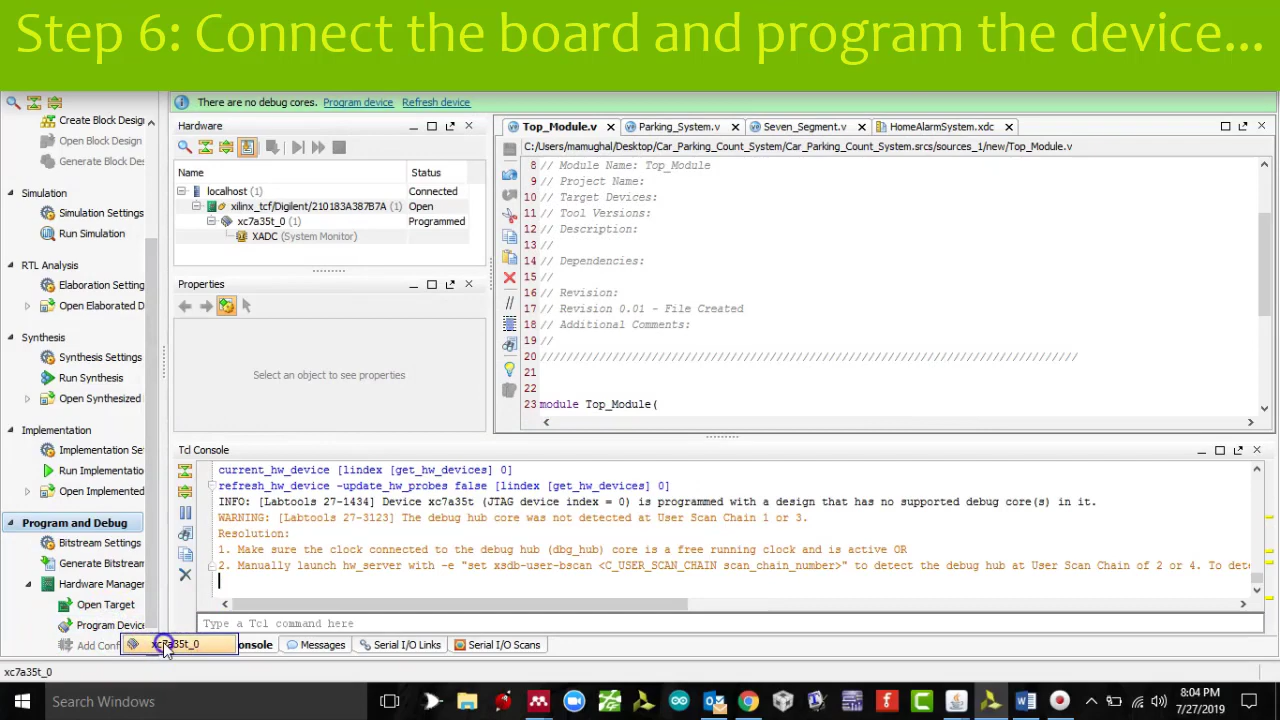 Step 6: Connect the board and program the device...
There are no debug cores. Program device Refresh device
Create Block Design
Open Block Design
Generate Block Des
Simulation
Simulation Settings
Run Simulation
RTL Analysis
Elaboration Setting
Open Elaborated D
Synthesis
Synthesis Settings
Run Synthesis
Open Synthesized
Implementation
Implementation Se
Run Implementatio
Open Implemented
Program and Debug
Bitstream Settings
Generate Bitstream
Hardware Manager
Open Target
Program Device
Add Conf
xc7a35t_0
Hardware
Name Status
localhost (1) Connected
xilinx_tcf/Digilent/210183A387B7A (1) Open
xc7a35t_0 (1) Programmed
XADC (System Monitor)
Properties
Select an object to see properties
Top_Module.v Parking_System.v Seven_Segment.v HomeAlarmSystem.xdc
C:/Users/mamughal/Desktop/Car_Parking_Count_System/Car_Parking_Count_System.srcs/sources_1/new/Top_Module.v
8 // Module Name: Top_Module
9 // Project Name:
10 // Target Devices:
11 // Tool Versions:
12 // Description:
13 //
14 // Dependencies:
15 //
16 // Revision:
17 // Revision 0.01 - File Created
18 // Additional Comments:
19 //
20 //////////////////////////////////////////////////////////////////////////////////
21
22
23 module Top_Module(
Tcl Console
current_hw_device [lindex [get_hw_devices] 0]
refresh_hw_device -update_hw_probes false [lindex [get_hw_devices] 0]
INFO: [Labtools 27-1434] Device xc7a35t (JTAG device index = 0) is programmed with a design that has no supported debug core(s) in it.
WARNING: [Labtools 27-3123] The debug hub core was not detected at User Scan Chain 1 or 3.
Resolution:
1. Make sure the clock connected to the debug hub (dbg_hub) core is a free running clock and is active OR
2. Manually launch hw_server with -e "set xsdb-user-bscan <C_USER_SCAN_CHAIN scan_chain_number>" to detect the debug hub at User Scan Chain of 2 or 4. To dete
Type a Tcl command here
onsole Messages Serial I/O Links Serial I/O Scans
xc7a35t_0
Search Windows
8:04 PM
7/27/2019